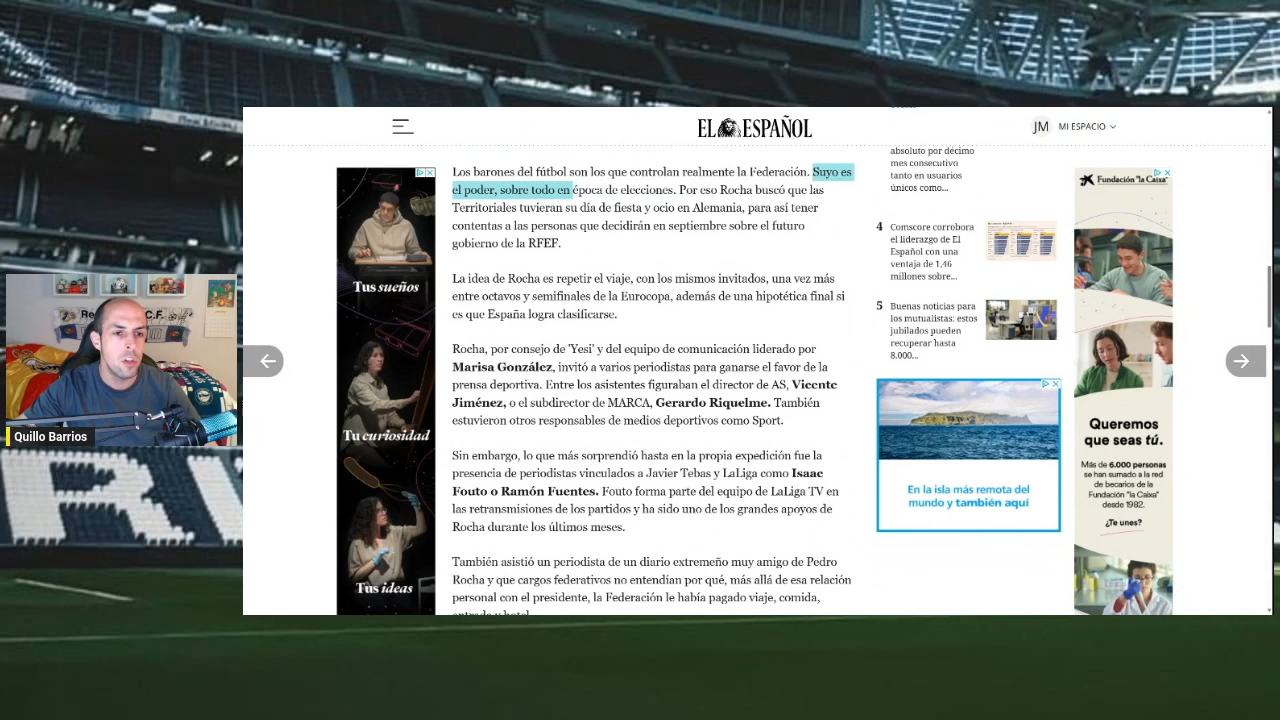 EL ESPAÑOL
JM MI ESPACIO
Los barones del fútbol son los que controlan realmente la Federación. Suyo es
el poder, sobre todo en época de elecciones. Por eso Rocha buscó que las
Territoriales tuvieran su día de fiesta y ocio en Alemania, para así tener
contentas a las personas que decidirán en septiembre sobre el futuro
gobierno de la RFEF.
La idea de Rocha es repetir el viaje, con los mismos invitados, una vez más
entre octavos y semifinales de la Eurocopa, además de una hipotética final si
es que España logra clasificarse.
Rocha, por consejo de 'Yesi' y del equipo de comunicación liderado por
Marisa González, invitó a varios periodistas para ganarse el favor de la
prensa deportiva. Entre los asistentes figuraban el director de AS, Vicente
Jiménez, o el subdirector de MARCA, Gerardo Riquelme. También
estuvieron otros responsables de medios deportivos como Sport.
Sin embargo, lo que más sorprendió hasta en la propia expedición fue la
presencia de periodistas vinculados a Javier Tebas y LaLiga como Isaac
Fouto o Ramón Fuentes. Fouto forma parte del equipo de LaLiga TV en
las retransmisiones de los partidos y ha sido uno de los grandes apoyos de
Rocha durante los últimos meses.
También asistió un periodista de un diario extremeño muy amigo de Pedro
Rocha y que cargos federativos no entendían por qué, más allá de esa relación
personal con el presidente, la Federación le había pagado viaje, comida,
entrada y hotel.
absoluto por décimo
mes consecutivo
tanto en usuarios
únicos como...
4 Comscore corrobora
el liderazgo de El
Español con una
ventaja de 1,46
millones sobre...
5 Buenas noticias para
los mutualistas: estos
jubilados pueden
recuperar hasta
8.000...
En la isla más remota del
mundo y también aquí
Tus sueños
Tu curiosidad
Tus ideas
Fundación "la Caixa"
Queremos
que seas tú.
Más de 6.000 personas
se han sumado a la red
de becarios de la
Fundación "la Caixa"
desde 1982.
¿Te unes?
Quillo Barrios